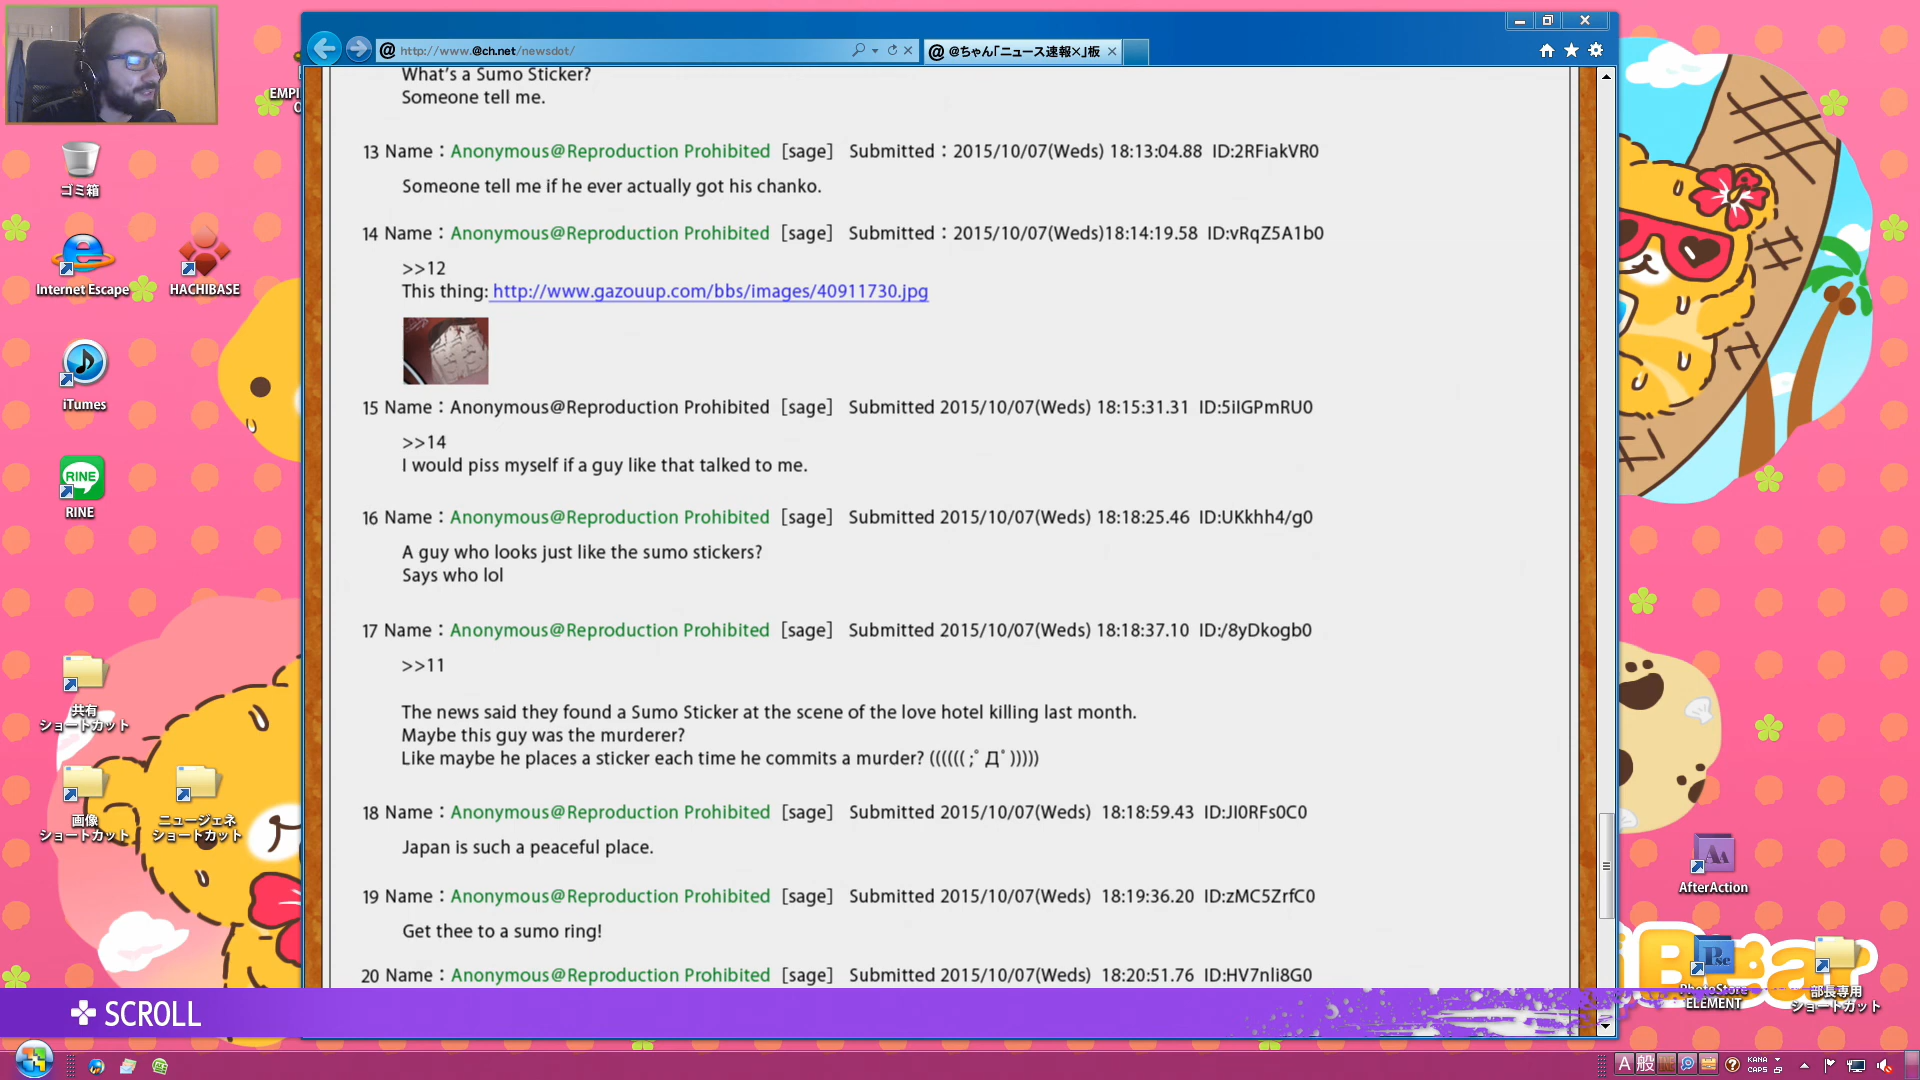 http://www.@ch.net/newsdot/
@ちゃん「ニュース速報×」板
EMPI
What's a Sumo Sticker?
Someone tell me.
13 Name：Anonymous@Reproduction Prohibited [sage] Submitted：2015/10/07(Weds) 18:13:04.88 ID:2RFiakVR0
Someone tell me if he ever actually got his chanko.
14 Name：Anonymous@Reproduction Prohibited [sage] Submitted：2015/10/07(Weds)18:14:19.58 ID:vRqZ5A1b0
>>12
This thing: http://www.gazouup.com/bbs/images/40911730.jpg
15 Name：Anonymous@Reproduction Prohibited [sage] Submitted 2015/10/07(Weds) 18:15:31.31 ID:5iIGPmRU0
>>14
I would piss myself if a guy like that talked to me.
16 Name：Anonymous@Reproduction Prohibited [sage] Submitted 2015/10/07(Weds) 18:18:25.46 ID:UKkhh4/g0
A guy who looks just like the sumo stickers?
Says who lol
17 Name：Anonymous@Reproduction Prohibited [sage] Submitted 2015/10/07(Weds) 18:18:37.10 ID:/8yDkogb0
>>11
The news said they found a Sumo Sticker at the scene of the love hotel killing last month.
Maybe this guy was the murderer?
Like maybe he places a sticker each time he commits a murder? (((((( ;ﾟ Дﾟ )))))
18 Name：Anonymous@Reproduction Prohibited [sage] Submitted 2015/10/07(Weds) 18:18:59.43 ID:JI0RFs0C0
Japan is such a peaceful place.
19 Name：Anonymous@Reproduction Prohibited [sage] Submitted 2015/10/07(Weds) 18:19:36.20 ID:zMC5ZrfC0
Get thee to a sumo ring!
20 Name：Anonymous@Reproduction Prohibited [sage] Submitted 2015/10/07(Weds) 18:20:51.76 ID:HV7nli8G0
ゴミ箱
Internet Escape
HACHIBASE
iTumes
RINE
RINE
共有
ショートカット
画像
ショートカット
ニュージェネ
ショートカット
Aa
AfterAction
Pse
PhotoStore
ELEMENT
部長専用
ショートカット
SCROLL
A 般
KANA
CAPS